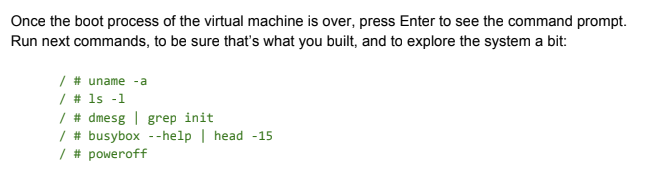 Once the boot process of the virtual machine is over, press Enter to see the command prompt.
Run next commands, to be sure that's what you built, and to explore the system a bit:
/ # uname -a
/ # ls -l
/ # dmesg | grep init
/ # busybox --help | head -15
/ # poweroff